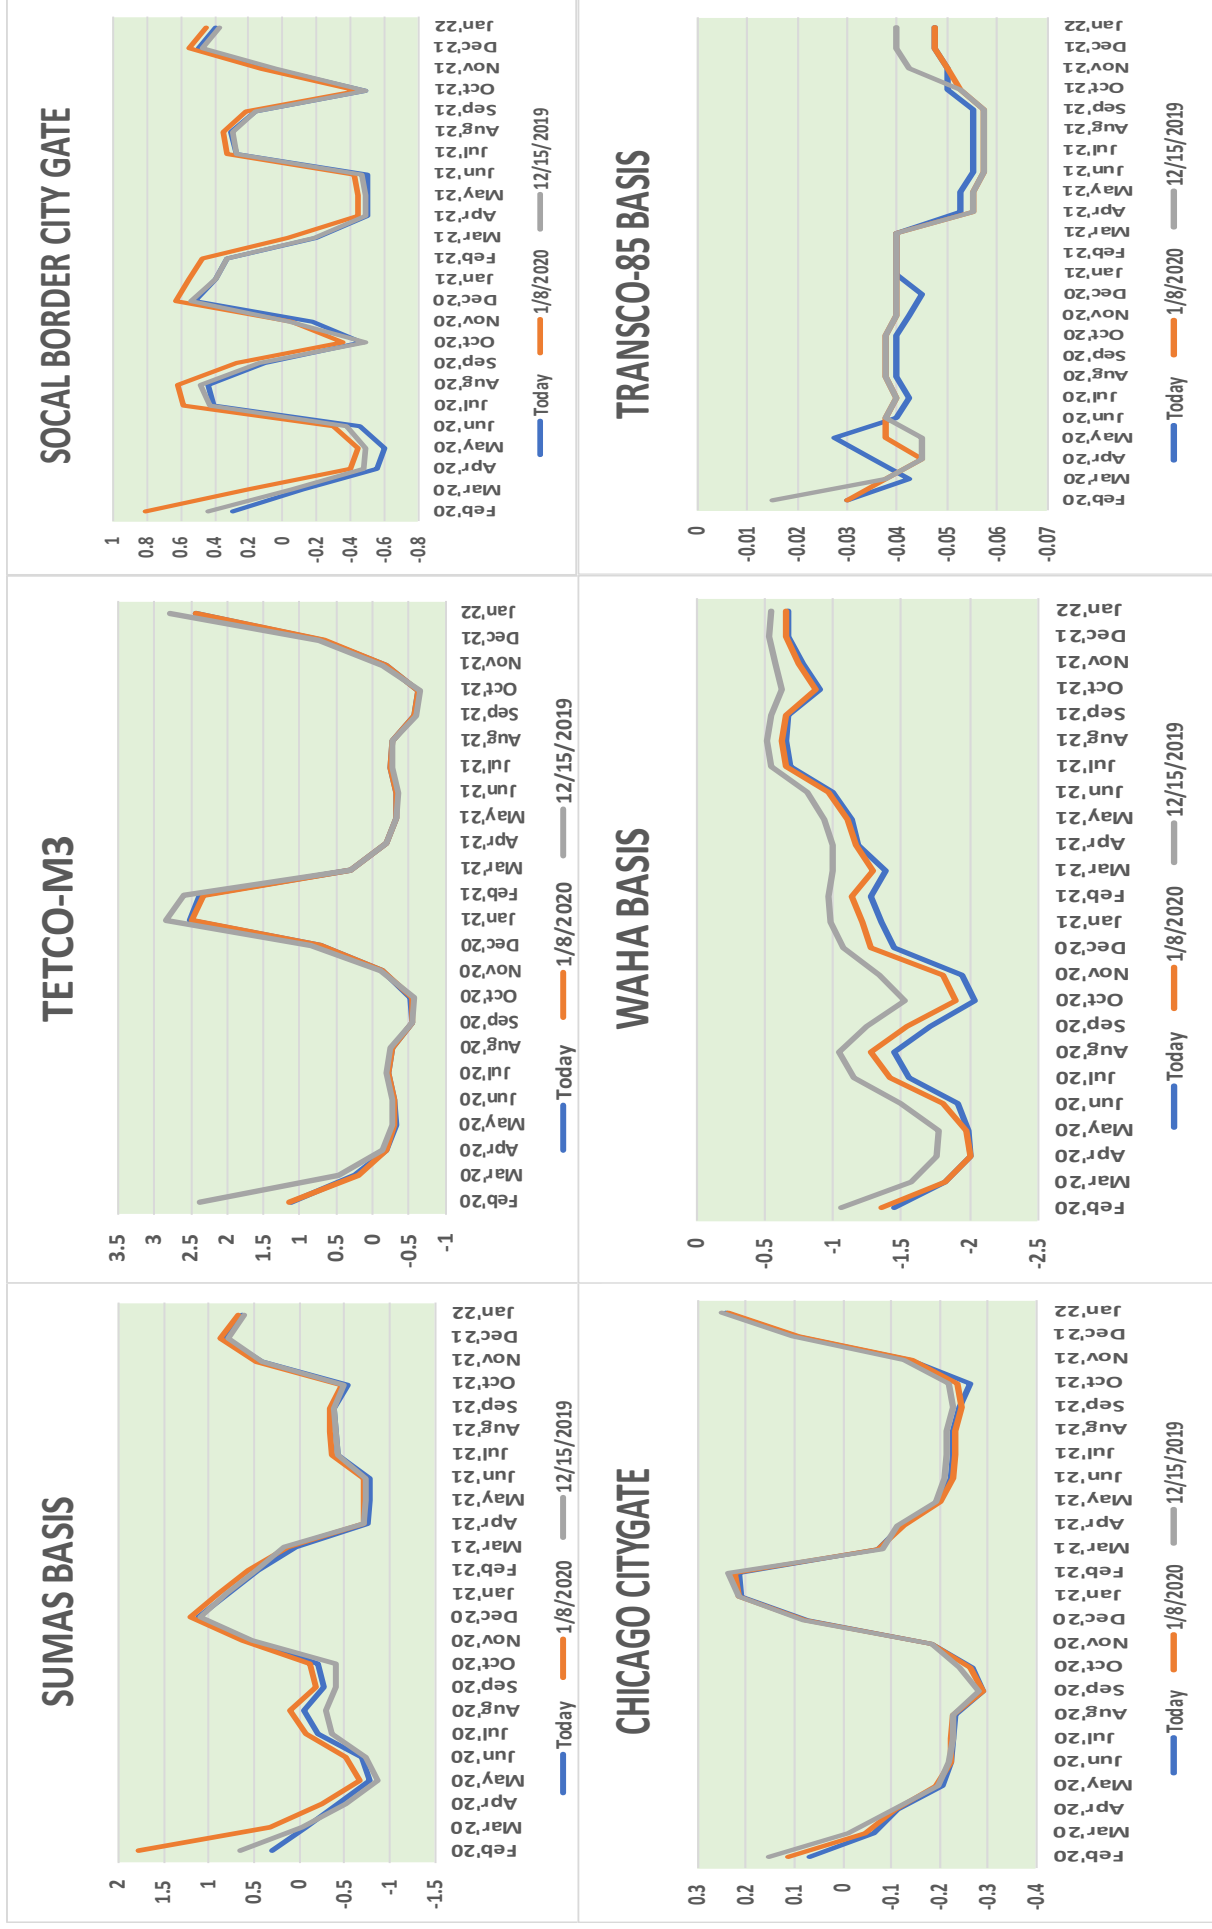 SUMAS BASIS
2
1.5
1
0.5
0
-0.5
-1
-1.5
Feb'20 Mar'20 Apr'20 May'20 Jun'20 Jul'20 Aug'20 Sep'20 Oct'20 Nov'20 Dec'20 Jan'21 Feb'21 Mar'21 Apr'21 May'21 Jun'21 Jul'21 Aug'21 Sep'21 Oct'21 Nov'21 Dec'21 Jan'22
Today 1/8/2020 12/15/2019
TETCO-M3
3.5
3
2.5
2
1.5
1
0.5
0
-0.5
-1
Feb'20 Mar'20 Apr'20 May'20 Jun'20 Jul'20 Aug'20 Sep'20 Oct'20 Nov'20 Dec'20 Jan'21 Feb'21 Mar'21 Apr'21 May'21 Jun'21 Jul'21 Aug'21 Sep'21 Oct'21 Nov'21 Dec'21 Jan'22
Today 1/8/2020 12/15/2019
SOCAL BORDER CITY GATE
1
0.8
0.6
0.4
0.2
0
-0.2
-0.4
-0.6
-0.8
Feb'20 Mar'20 Apr'20 May'20 Jun'20 Jul'20 Aug'20 Sep'20 Oct'20 Nov'20 Dec'20 Jan'21 Feb'21 Mar'21 Apr'21 May'21 Jun'21 Jul'21 Aug'21 Sep'21 Oct'21 Nov'21 Dec'21 Jan'22
Today 1/8/2020 12/15/2019
CHICAGO CITYGATE
0.3
0.2
0.1
0
-0.1
-0.2
-0.3
-0.4
Feb'20 Mar'20 Apr'20 May'20 Jun'20 Jul'20 Aug'20 Sep'20 Oct'20 Nov'20 Dec'20 Jan'21 Feb'21 Mar'21 Apr'21 May'21 Jun'21 Jul'21 Aug'21 Sep'21 Oct'21 Nov'21 Dec'21 Jan'22
Today 1/8/2020 12/15/2019
WAHA BASIS
0
-0.5
-1
-1.5
-2
-2.5
Feb'20 Mar'20 Apr'20 May'20 Jun'20 Jul'20 Aug'20 Sep'20 Oct'20 Nov'20 Dec'20 Jan'21 Feb'21 Mar'21 Apr'21 May'21 Jun'21 Jul'21 Aug'21 Sep'21 Oct'21 Nov'21 Dec'21 Jan'22
Today 1/8/2020 12/15/2019
TRANSCO-85 BASIS
0
-0.01
-0.02
-0.03
-0.04
-0.05
-0.06
-0.07
Feb'20 Mar'20 Apr'20 May'20 Jun'20 Jul'20 Aug'20 Sep'20 Oct'20 Nov'20 Dec'20 Jan'21 Feb'21 Mar'21 Apr'21 May'21 Jun'21 Jul'21 Aug'21 Sep'21 Oct'21 Nov'21 Dec'21 Jan'22
Today 1/8/2020 12/15/2019